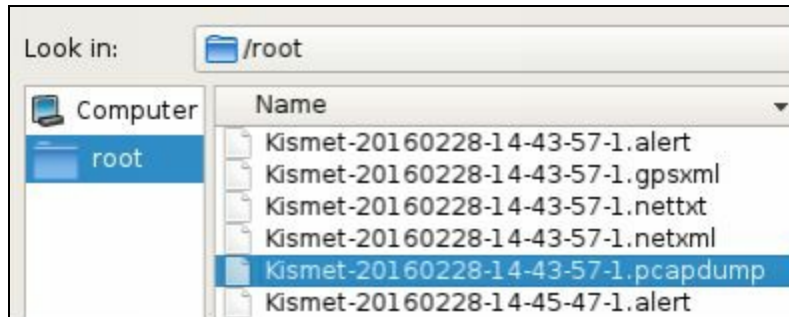 Look in: /root
Computer
root
Name
Kismet-20160228-14-43-57-1.alert
Kismet-20160228-14-43-57-1.gpsxml
Kismet-20160228-14-43-57-1.nettxt
Kismet-20160228-14-43-57-1.netxml
Kismet-20160228-14-43-57-1.pcapdump
Kismet-20160228-14-45-47-1.alert